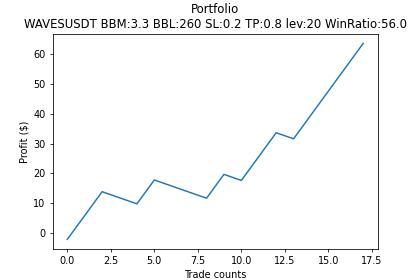 Portfolio
WAVESUSDT BBM:3.3 BBL:260 SL:0.2 TP:0.8 lev:20 WinRatio:56.0
60
50
40
30
20
10
0
Profit ($)
0.0 2.5 5.0 7.5 10.0 12.5 15.0 17.5
Trade counts